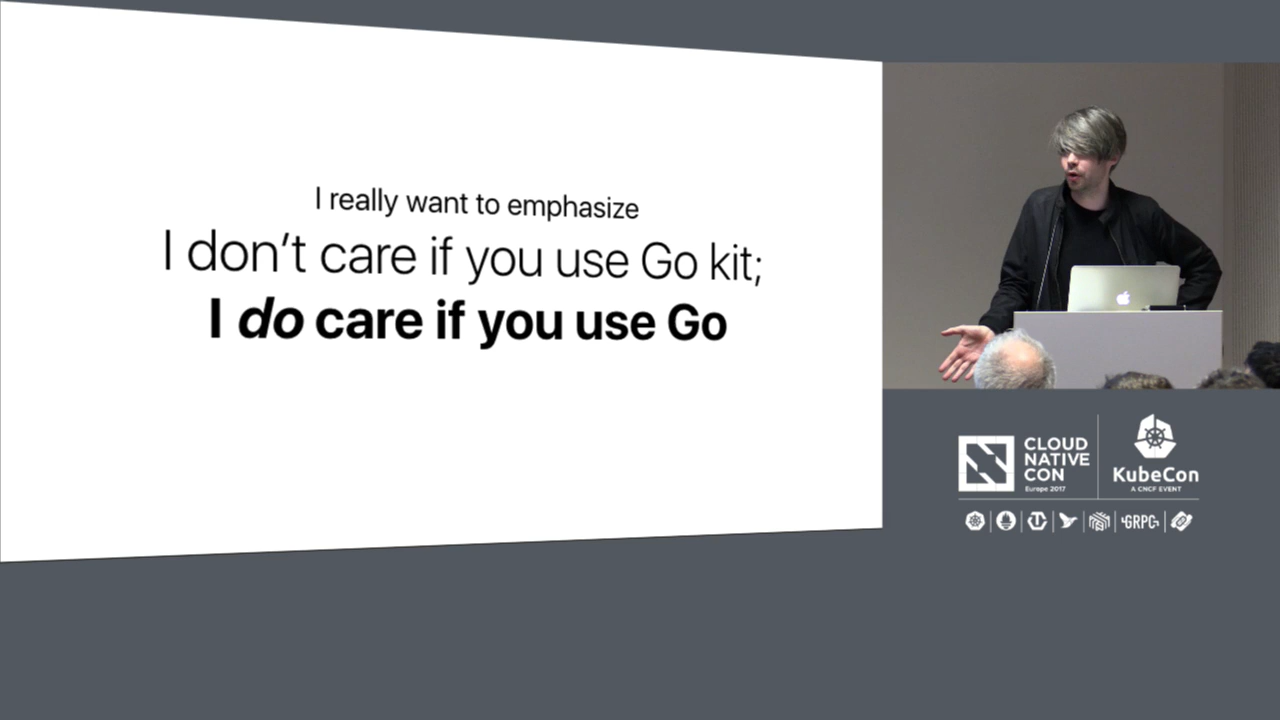 I really want to emphasize
I don’t care if you use Go kit;
I do care if you use Go
CLOUD
NATIVE
CON
Europe 2017
KubeCon
A CNCF EVENT
GRPC